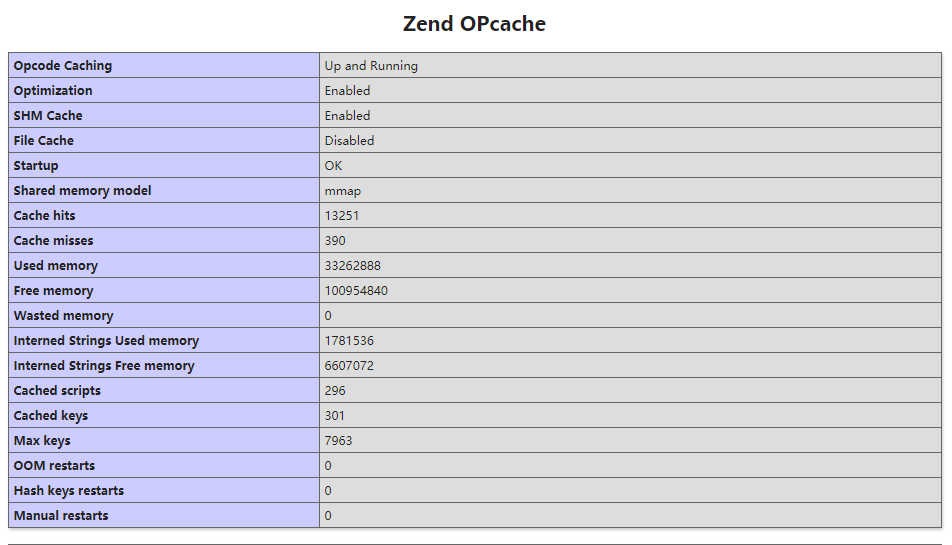 Zend OPcache
Opcode Caching Up and Running
Optimization Enabled
SHM Cache Enabled
File Cache Disabled
Startup OK
Shared memory model mmap
Cache hits 13251
Cache misses 390
Used memory 33262888
Free memory 100954840
Wasted memory 0
Interned Strings Used memory 1781536
Interned Strings Free memory 6607072
Cached scripts 296
Cached keys 301
Max keys 7963
OOM restarts 0
Hash keys restarts 0
Manual restarts 0